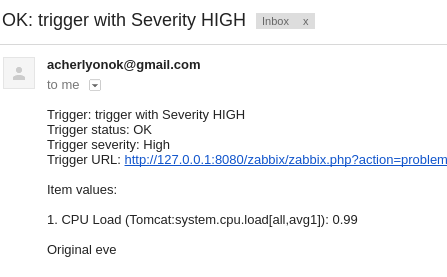 OK: trigger with Severity HIGH Inbox x
acherlyonok@gmail.com
to me
Trigger: trigger with Severity HIGH
Trigger status: OK
Trigger severity: High
Trigger URL: http://127.0.0.1:8080/zabbix/zabbix.php?action=problem
Item values:
1. CPU Load (Tomcat:system.cpu.load[all,avg1]): 0.99
Original eve